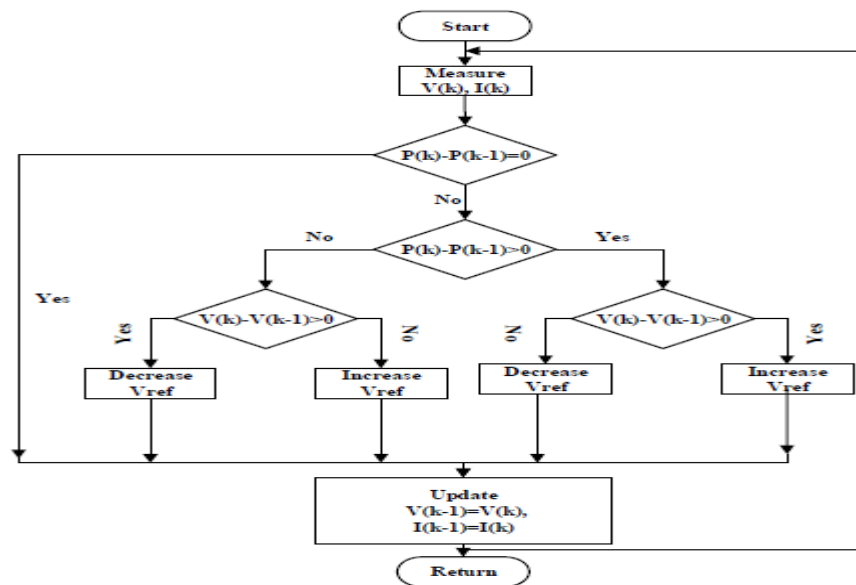 Start
Measure
V(k), I(k)
P(k)-P(k-1)=0
No
P(k)-P(k-1)>0
No
Yes
Yes
V(k)-V(k-1)>0
V(k)-V(k-1)>0
Yes
No
No
Yes
Decrease
Vref
Increase
Vref
Decrease
Vref
Increase
Vref
Update
V(k-1)=V(k),
I(k-1)=I(k)
Return